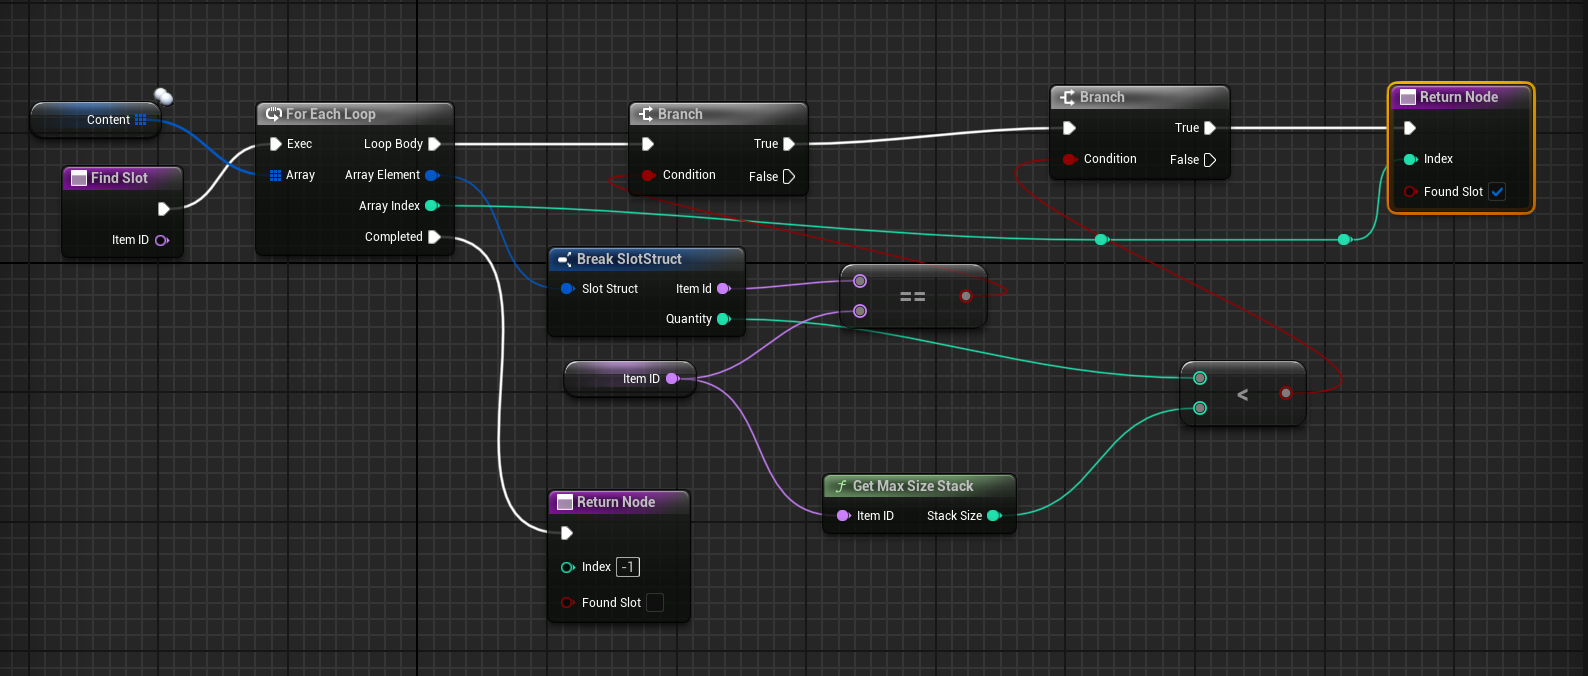 Content
Find Slot
Item ID
For Each Loop
Exec
Loop Body
Array
Array Element
Array Index
Completed
Branch
True
Condition
False
Branch
True
Condition
False
Return Node
Index
Found Slot
Break SlotStruct
Slot Struct
Item Id
Quantity
==
Item ID
<
f Get Max Size Stack
Item ID
Stack Size
Return Node
Index -1
Found Slot